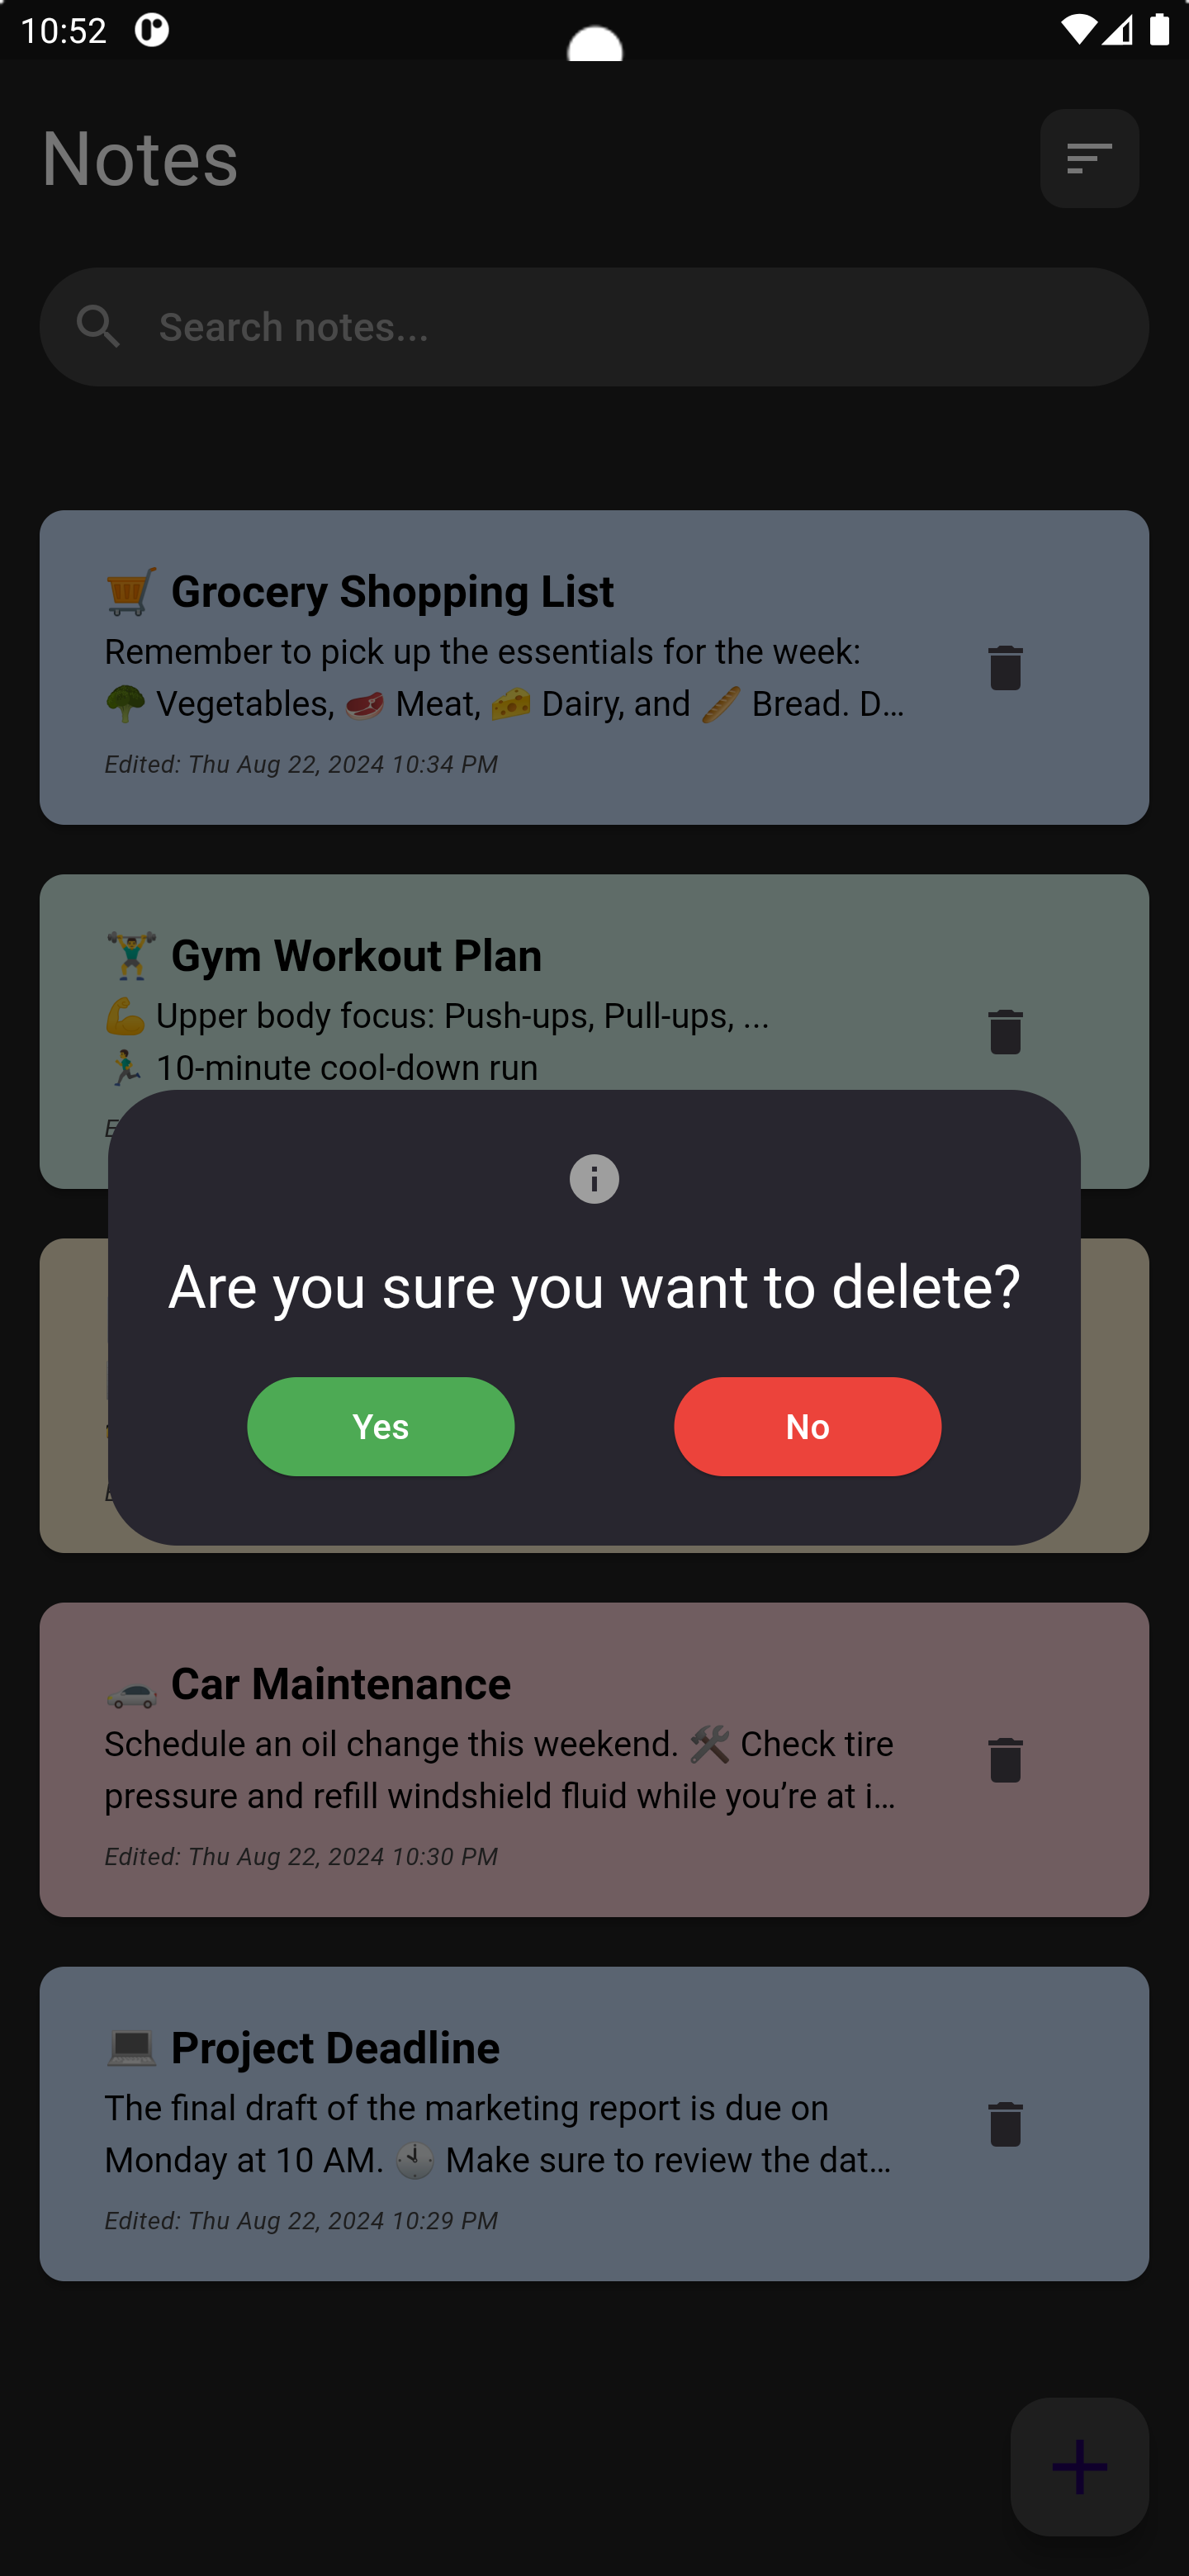 10:52
Notes
Search notes...
🛒 Grocery Shopping List
Remember to pick up the essentials for the week:
🥦 Vegetables, 🥩 Meat, 🧀 Dairy, and 🥖 Bread. D...
Edited: Thu Aug 22, 2024 10:34 PM
🏋️‍♂️ Gym Workout Plan
💪 Upper body focus: Push-ups, Pull-ups, ...
🏃‍♂️ 10-minute cool-down run
Are you sure you want to delete?
Yes
No
🚗 Car Maintenance
Schedule an oil change this weekend. 🛠️ Check tire
pressure and refill windshield fluid while you’re at i...
Edited: Thu Aug 22, 2024 10:30 PM
💻 Project Deadline
The final draft of the marketing report is due on
Monday at 10 AM. 🕙 Make sure to review the dat...
Edited: Thu Aug 22, 2024 10:29 PM